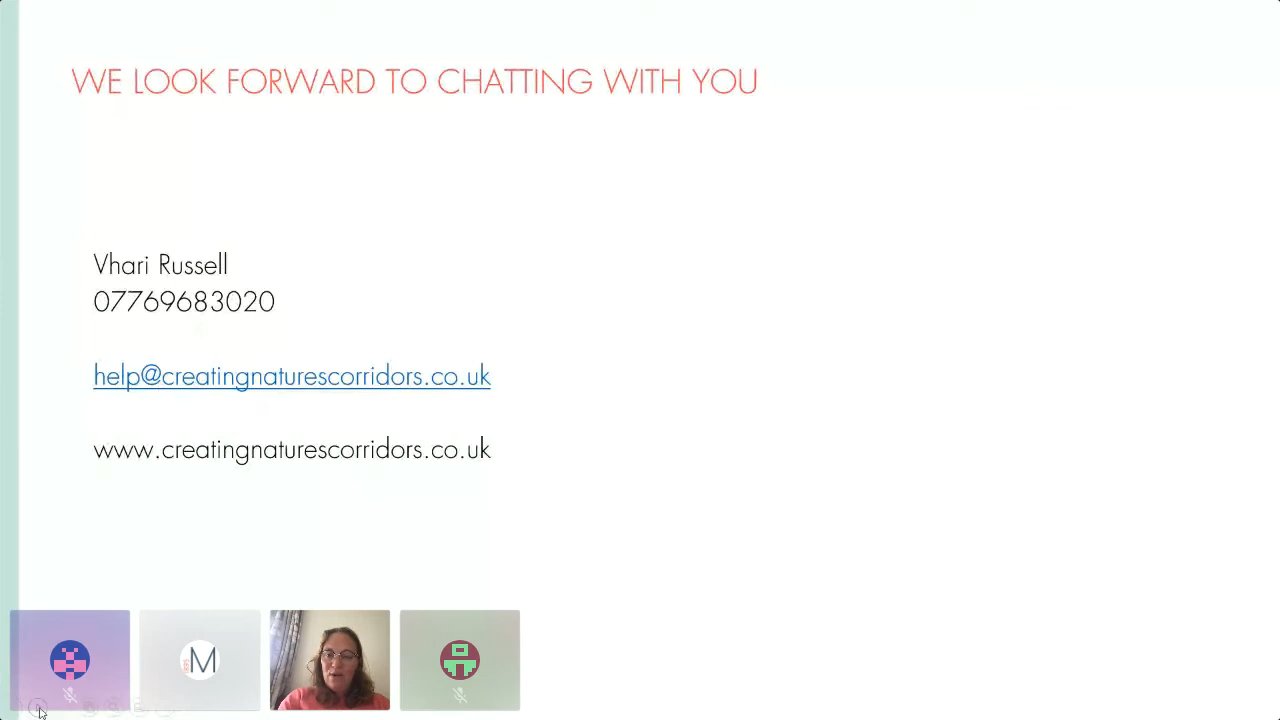 WE LOOK FORWARD TO CHATTING WITH YOU
Vhari Russell
07769683020
help@creatingnaturescorridors.co.uk
www.creatingnaturescorridors.co.uk
M